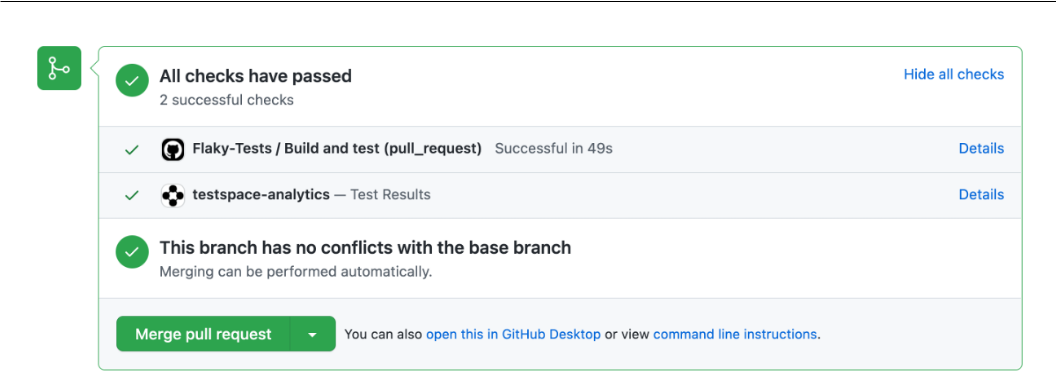 All checks have passed
Hide all checks
2 successful checks
Flaky-Tests / Build and test (pull_request) Successful in 49s
Details
testspace-analytics — Test Results
Details
This branch has no conflicts with the base branch
Merging can be performed automatically.
Merge pull request
You can also open this in GitHub Desktop or view command line instructions.